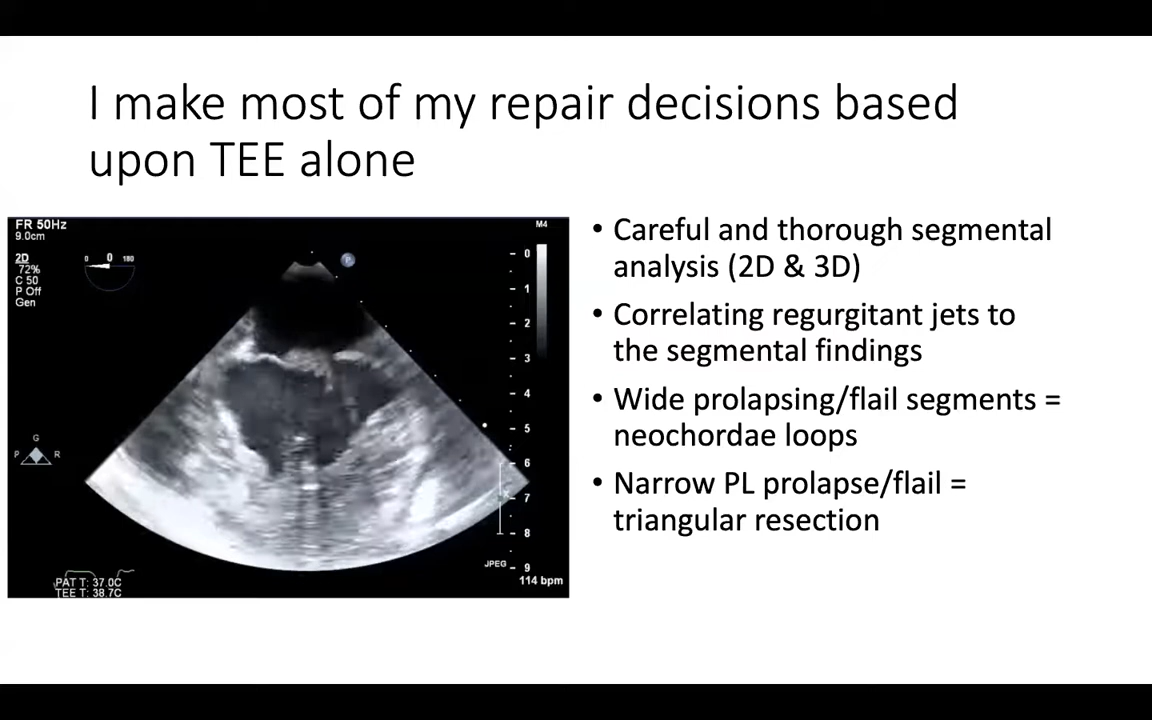 I make most of my repair decisions based
upon TEE alone
FR 50Hz
9.0cm
2D
72%
C 50
P Off
Gen
0 0 180
P
M4
0
1
2
3
4
5
6
7
8
9
G
P R
JPEG
114 bpm
PAT T: 37.0C
TEE T: 38.7C
• Careful and thorough segmental
analysis (2D & 3D)
• Correlating regurgitant jets to
the segmental findings
• Wide prolapsing/flail segments =
neochordae loops
• Narrow PL prolapse/flail =
triangular resection